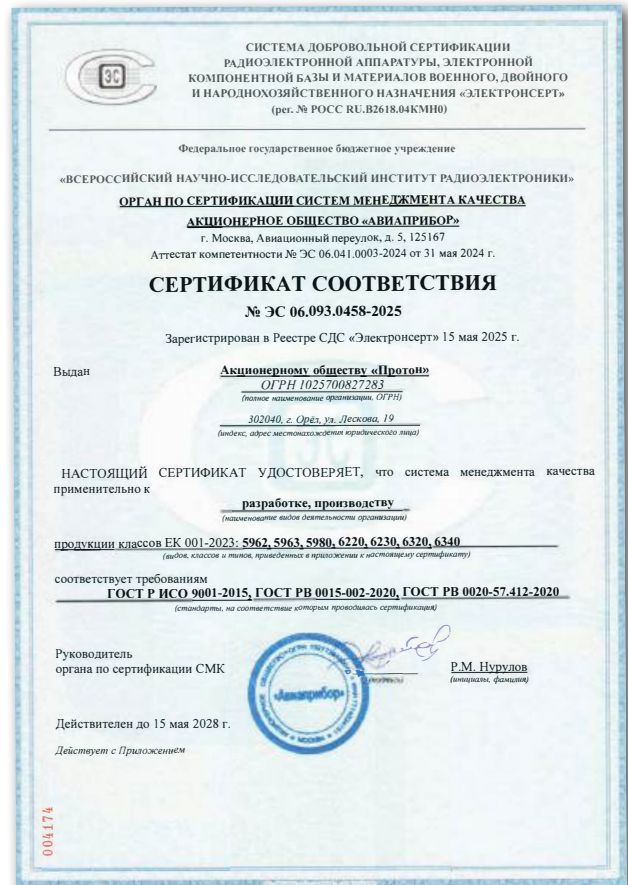 ЭС
СИСТЕМА ДОБРОВОЛЬНОЙ СЕРТИФИКАЦИИ
РАДИОЭЛЕКТРОННОЙ АППАРАТУРЫ, ЭЛЕКТРОННОЙ
КОМПОНЕНТНОЙ БАЗЫ И МАТЕРИАЛОВ ВОЕННОГО, ДВОЙНОГО
И НАРОДНОХОЗЯЙСТВЕННОГО НАЗНАЧЕНИЯ «ЭЛЕКТРОНСЕРТ»
(рег. № РОСС RU.В2618.04КМН0)
Федеральное государственное бюджетное учреждение
«ВСЕРОССИЙСКИЙ НАУЧНО-ИССЛЕДОВАТЕЛЬСКИЙ ИНСТИТУТ РАДИОЭЛЕКТРОНИКИ»
ОРГАН ПО СЕРТИФИКАЦИИ СИСТЕМ МЕНЕДЖМЕНТА КАЧЕСТВА
АКЦИОНЕРНОЕ ОБЩЕСТВО «АВИАПРИБОР»
г. Москва, Авиационный переулок, д. 5, 125167
Аттестат компетентности № ЭС 06.041.0003-2024 от 31 мая 2024 г.
СЕРТИФИКАТ СООТВЕТСТВИЯ
№ ЭС 06.093.0458-2025
Зарегистрирован в Реестре СДС «Электронсерт» 15 мая 2025 г.
Выдан Акционерному обществу «Протон»
ОГРН 1025700827283
(полное наименование организации, ОГРН)
302040, г. Орёл, ул. Лескова, 19
(индекс, адрес местонахождения юридического лица)
НАСТОЯЩИЙ СЕРТИФИКАТ УДОСТОВЕРЯЕТ, что система менеджмента качества
применительно к
разработке, производству
(наименование видов деятельности организации)
продукции классов ЕК 001-2023: 5962, 5963, 5980, 6220, 6230, 6320, 6340
(видов, классов и типов, приведенных в приложении к настоящему сертификату)
соответствует требованиям
ГОСТ Р ИСО 9001-2015, ГОСТ РВ 0015-002-2020, ГОСТ РВ 0020-57.412-2020
(стандарты, на соответствие которым проводилась сертификация)
Руководитель
органа по сертификации СМК
(подпись)
Р.М. Нурулов
(инициалы, фамилия)
«Авиаприбор»
МОСКВА
Действителен до 15 мая 2028 г.
Действует с Приложением
004174